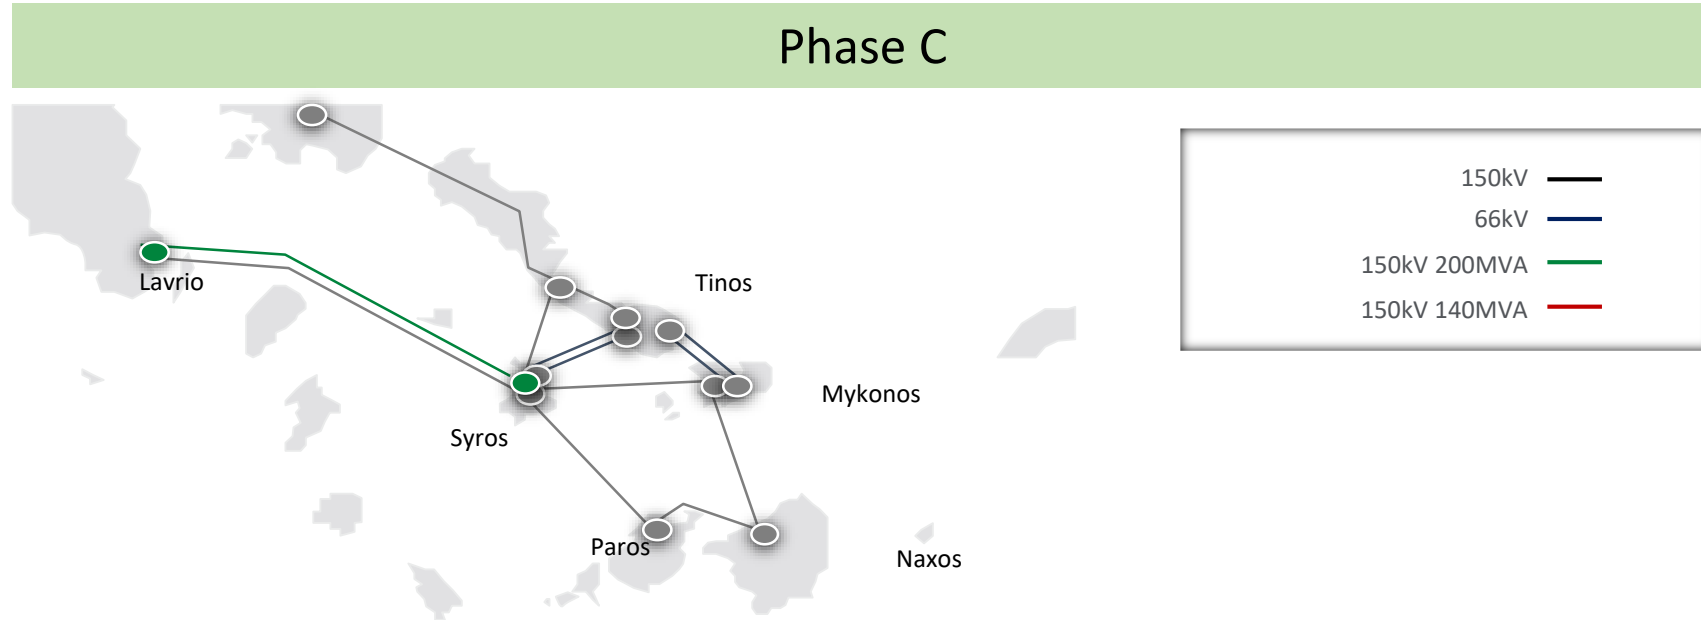 Phase C
150kV
66kV
150kV 200MVA
150kV 140MVA
Lavrio
Tinos
Mykonos
Syros
Paros
Naxos